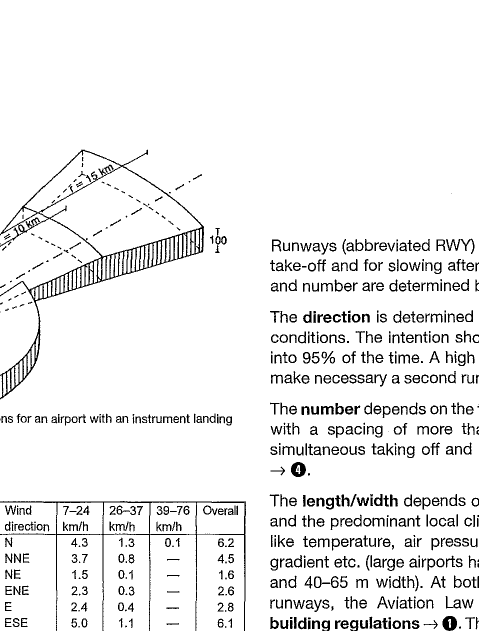 r = 15 km
= 10 km
100
ns for an airport with an instrument landing
Wind direction 7–24 km/h 26–37 km/h 39–76 km/h Overall
N 4.3 1.3 0.1 6.2
NNE 3.7 0.8 — 4.5
NE 1.5 0.1 — 1.6
ENE 2.3 0.3 — 2.6
E 2.4 0.4 — 2.8
ESE 5.0 1.1 — 6.1
Runways (abbreviated RWY)
take-off and for slowing after
and number are determined b
The direction is determined
conditions. The intention sho
into 95% of the time. A high
make necessary a second run
The number depends on the
with a spacing of more tha
simultaneous taking off and
→ 4.
The length/width depends o
and the predominant local cli
like temperature, air pressu
gradient etc. (large airports ha
and 40–65 m width). At both
runways, the Aviation Law
building regulations → 1. Th